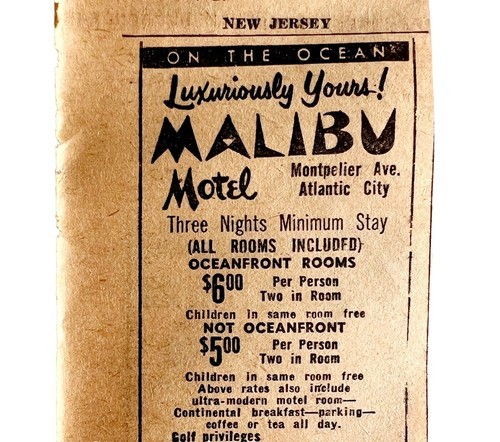 NEW JERSEY
ON THE OCEAN
Luxuriously Yours!
MALIBU
Motel
Montpelier Ave.
Atlantic City
Three Nights Minimum Stay
(ALL ROOMS INCLUDED)
OCEANFRONT ROOMS
$6.00 Per Person
Two in Room
Children in same room free
NOT OCEANFRONT
$5.00 Per Person
Two in Room
Children in same room free
Above rates also include
ultra-modern motel room—
Continental breakfast—parking—
coffee or tea all day.
Golf privileges